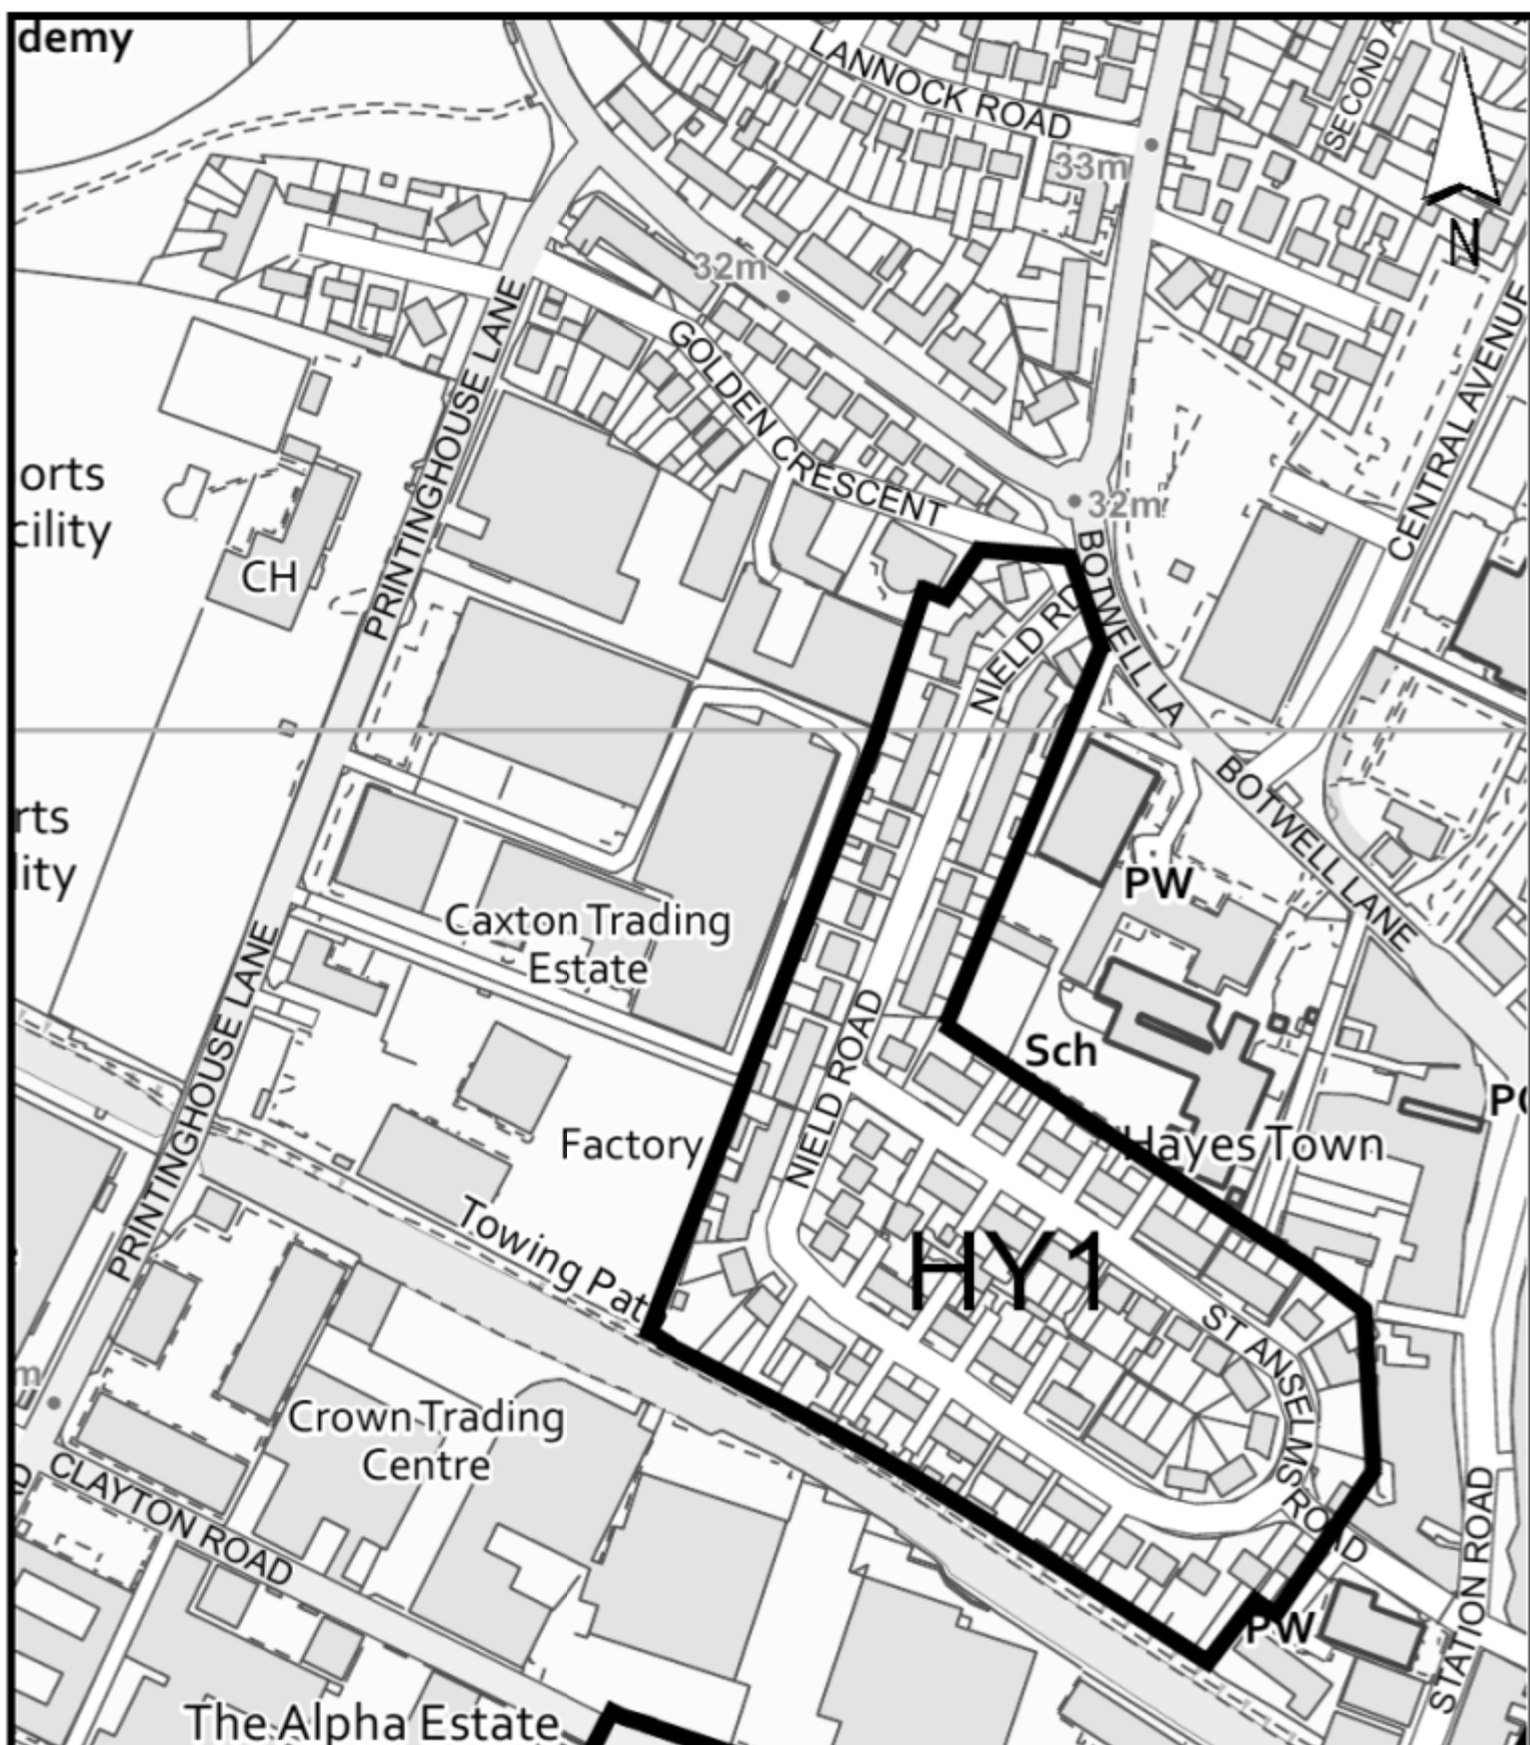 demy
LANNOCK ROAD
SECOND A
33m
N
32m
PRINTINGHOUSE LANE
GOLDEN CRESCENT
CENTRAL AVENUE
orts
cility
32m
CH
BOTWELL LA
NIELD RD
BOTWELL LANE
rts
lity
PW
Caxton Trading
Estate
PRINTINGHOUSE LANE
NIELD ROAD
Sch
PO
Factory
Hayes Town
Towing Pat
HY1
ST ANSELMS ROAD
m
Crown Trading
Centre
CLAYTON ROAD
STATION ROAD
PW
The Alpha Estate